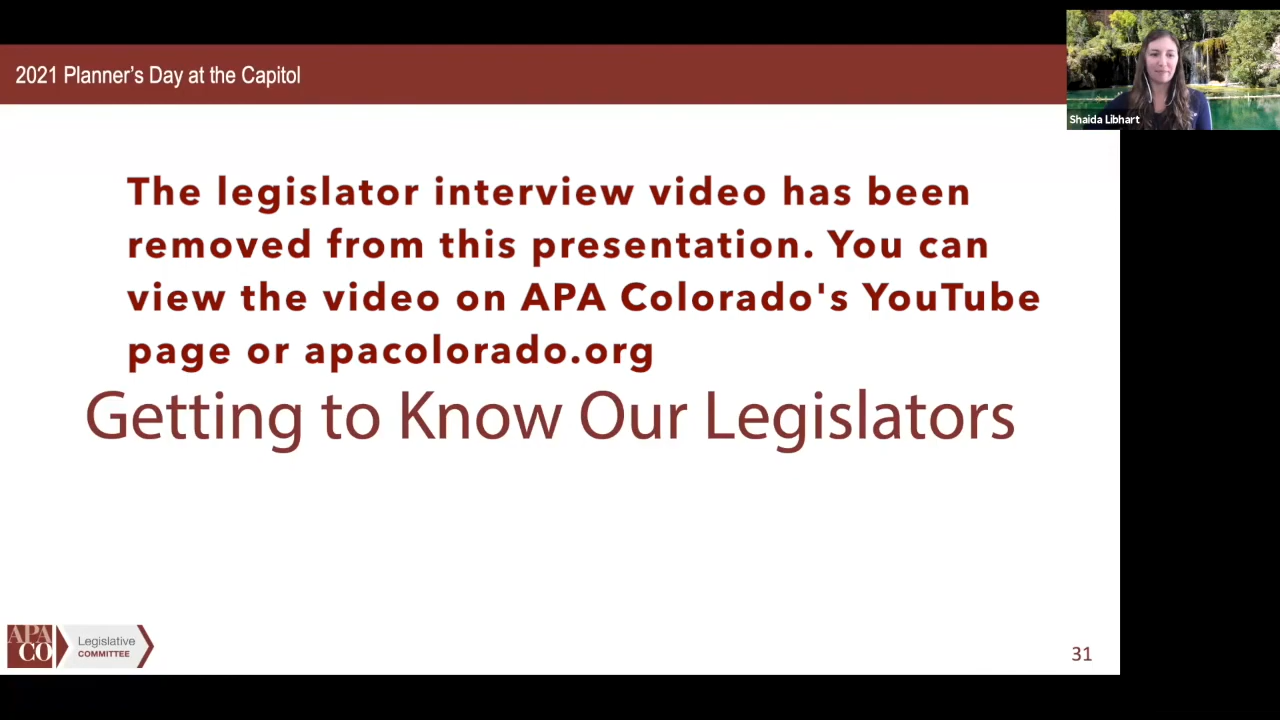 2021 Planner's Day at the Capitol
Shaida Libhart
The legislator interview video has been
removed from this presentation. You can
view the video on APA Colorado's YouTube
page or apacolorado.org
Getting to Know Our Legislators
APA
CO
Legislative
COMMITTEE
31